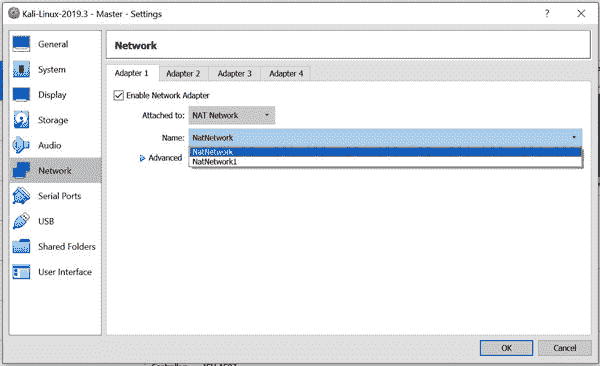 Kali-Linux-2019.3 - Master - Settings
? ×
General
System
Display
Storage
Audio
Network
Serial Ports
USB
Shared Folders
User Interface
Network
Adapter 1 Adapter 2 Adapter 3 Adapter 4
Enable Network Adapter
Attached to: NAT Network
Name: NatNetwork
NatNetwork
NatNetwork1
Advanced
OK Cancel